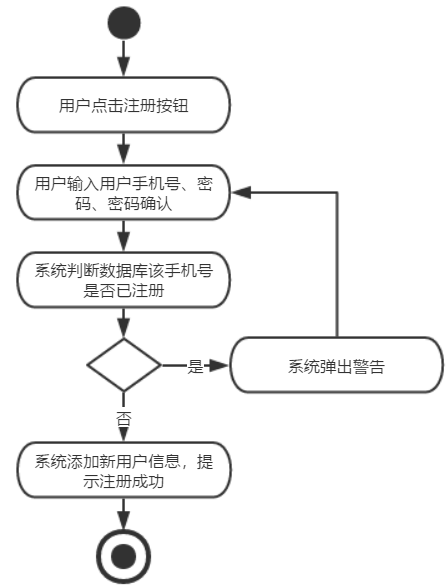 用户点击注册按钮
用户输入用户手机号、密
码、密码确认
系统判断数据库该手机号
是否已注册
是
系统弹出警告
否
系统添加新用户信息，提
示注册成功